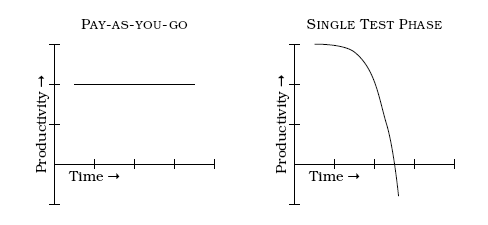 PAY-AS-YOU-GO
Productivity →
Time →
SINGLE TEST PHASE
Productivity →
Time →